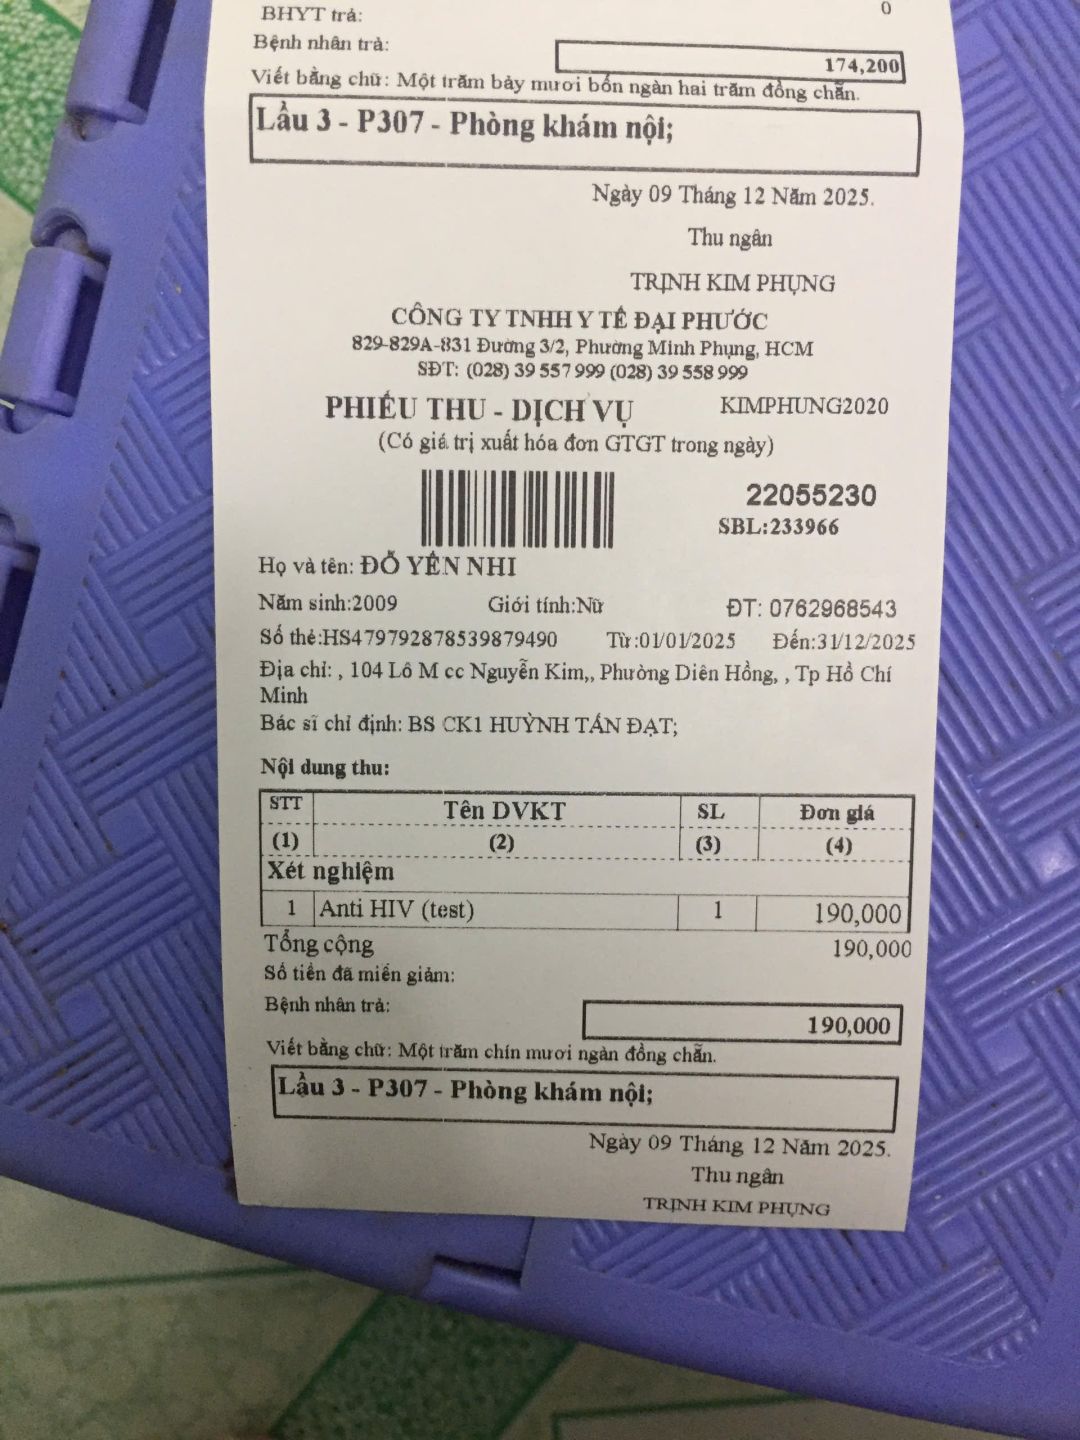 BHYT trả: 0
Bệnh nhân trả: 174,200
Viết bằng chữ: Một trăm bảy mươi bốn ngàn hai trăm đồng chẵn.
Lầu 3 - P307 - Phòng khám nội;
Ngày 09 Tháng 12 Năm 2025.
Thu ngân
TRỊNH KIM PHỤNG
CÔNG TY TNHH Y TẾ ĐẠI PHƯỚC
829-829A-831 Đường 3/2, Phường Minh Phụng, HCM
SĐT: (028) 39 557 999 (028) 39 558 999
PHIẾU THU - DỊCH VỤ KIMPHUNG2020
(Có giá trị xuất hóa đơn GTGT trong ngày)
22055230
SBL:233966
Họ và tên: ĐỖ YẾN NHI
Năm sinh:2009 Giới tính:Nữ ĐT: 0762968543
Số thẻ:HS479792878539879490 Từ:01/01/2025 Đến:31/12/2025
Địa chỉ: , 104 Lô M cc Nguyễn Kim,, Phường Diên Hồng, , Tp Hồ Chí
Minh
Bác sĩ chỉ định: BS CK1 HUỲNH TẤN ĐẠT;
Nội dung thu:
STT Tên DVKT SL Đơn giá
(1) (2) (3) (4)
Xét nghiệm
1 Anti HIV (test) 1 190,000
Tổng cộng 190,000
Số tiền đã miễn giảm:
Bệnh nhân trả: 190,000
Viết bằng chữ: Một trăm chín mươi ngàn đồng chẵn.
Lầu 3 - P307 - Phòng khám nội;
Ngày 09 Tháng 12 Năm 2025.
Thu ngân
TRỊNH KIM PHỤNG